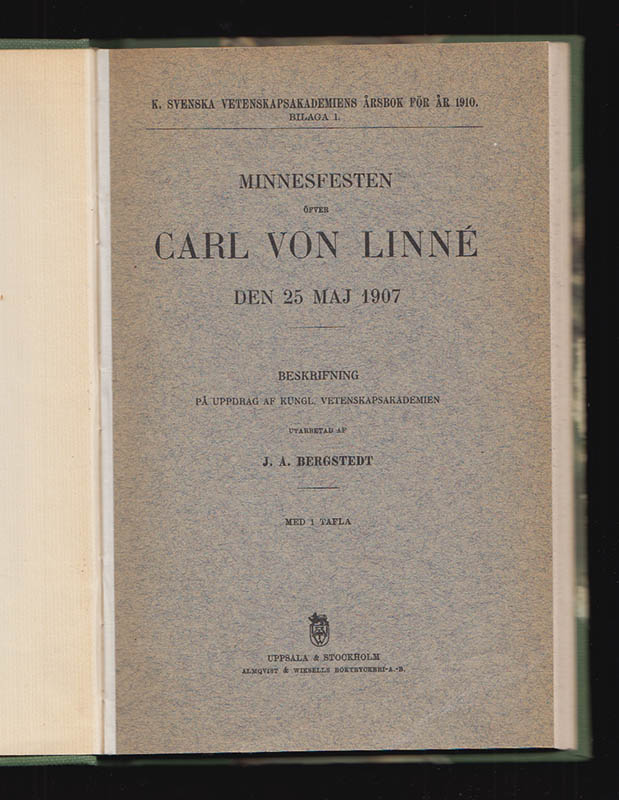 K. SVENSKA VETENSKAPSAKADEMIENS ÅRSBOK FÖR ÅR 1910.
BILAGA 1.
MINNESFESTEN
ÖFVER
CARL VON LINNÉ
DEN 25 MAJ 1907
BESKRIFNING
PÅ UPPDRAG AF KUNGL. VETENSKAPSAKADEMIEN
UTARBETAD AF
J. A. BERGSTEDT
MED 1 TAFLA
UPPSALA & STOCKHOLM
ALMQVIST & WIKSELLS BOKTRYCKERI-A.-B.